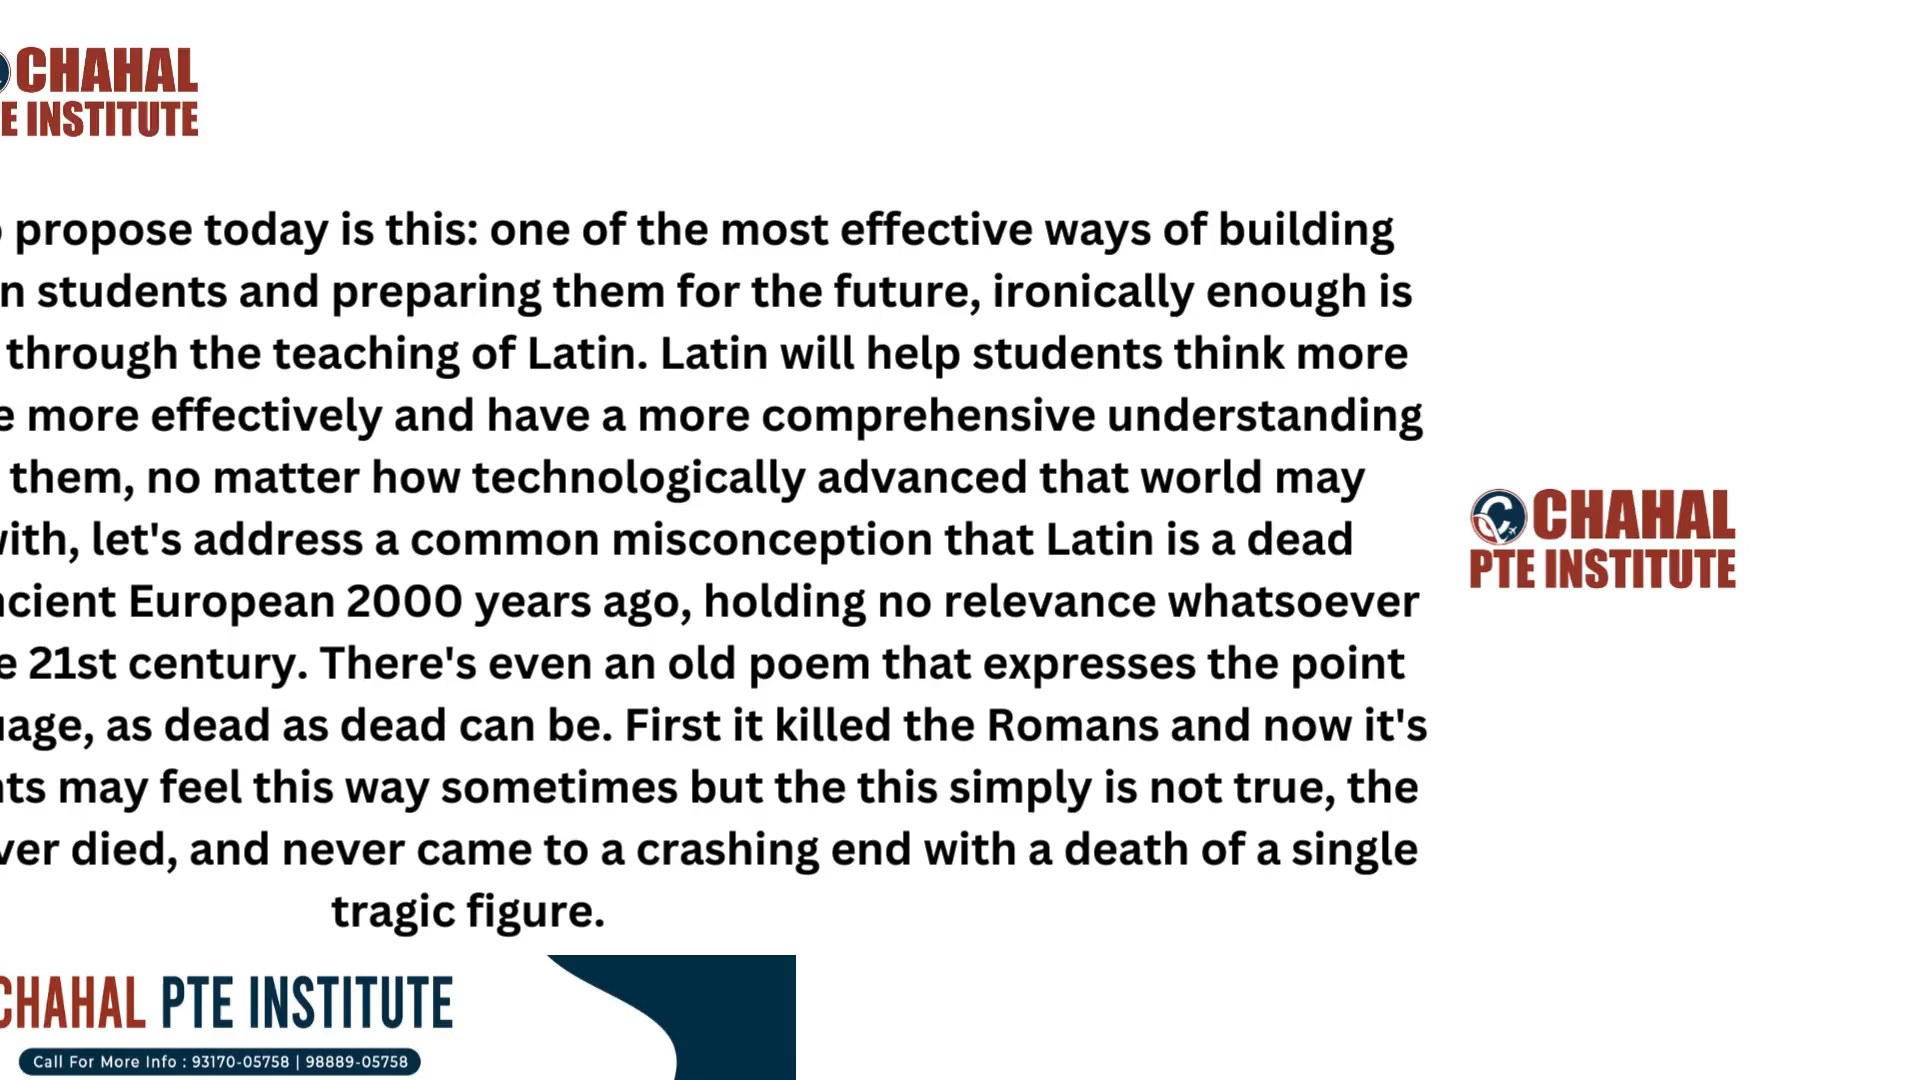 CHAHAL
E INSTITUTE
propose today is this: one of the most effective ways of building
n students and preparing them for the future, ironically enough is
through the teaching of Latin. Latin will help students think more
e more effectively and have a more comprehensive understanding
them, no matter how technologically advanced that world may
with, let's address a common misconception that Latin is a dead
ncient European 2000 years ago, holding no relevance whatsoever
e 21st century. There's even an old poem that expresses the point
uage, as dead as dead can be. First it killed the Romans and now it's
nts may feel this way sometimes but the this simply is not true, the
ver died, and never came to a crashing end with a death of a single
tragic figure.
CHAHAL
PTE INSTITUTE
CHAHAL PTE INSTITUTE
Call For More Info : 93170-05758 | 98889-05758